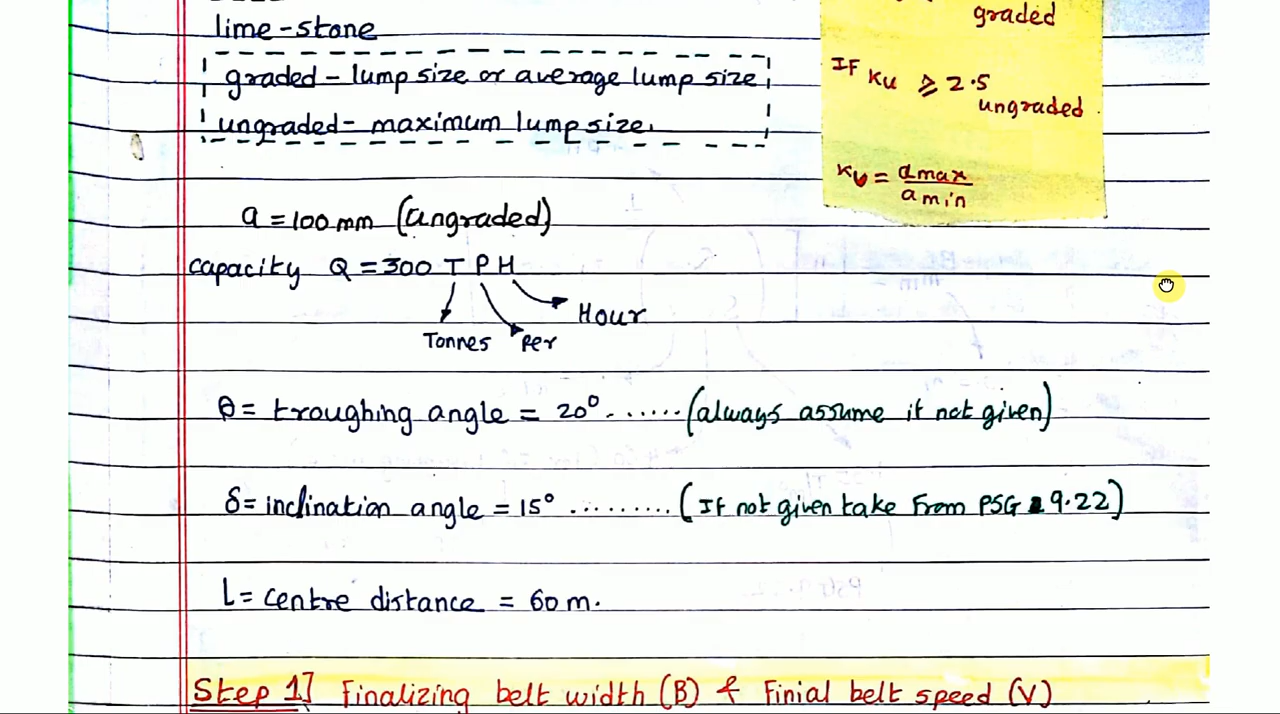 lime-stone
graded - lump size or average lump size
ungraded - maximum lump size.
graded
IF Ku ≥ 2.5
ungraded
Ku = amax / amin
a = 100 mm (ungraded)
capacity Q = 300 T P H
Hour
Tonnes Per
θ = troughing angle = 20° ...... (always assume if not given)
δ = inclination angle = 15° ......... (If not given take from PSG 9.22)
L = centre distance = 60 m.
Step 1] Finalizing belt width (B) & Finial belt speed (V)